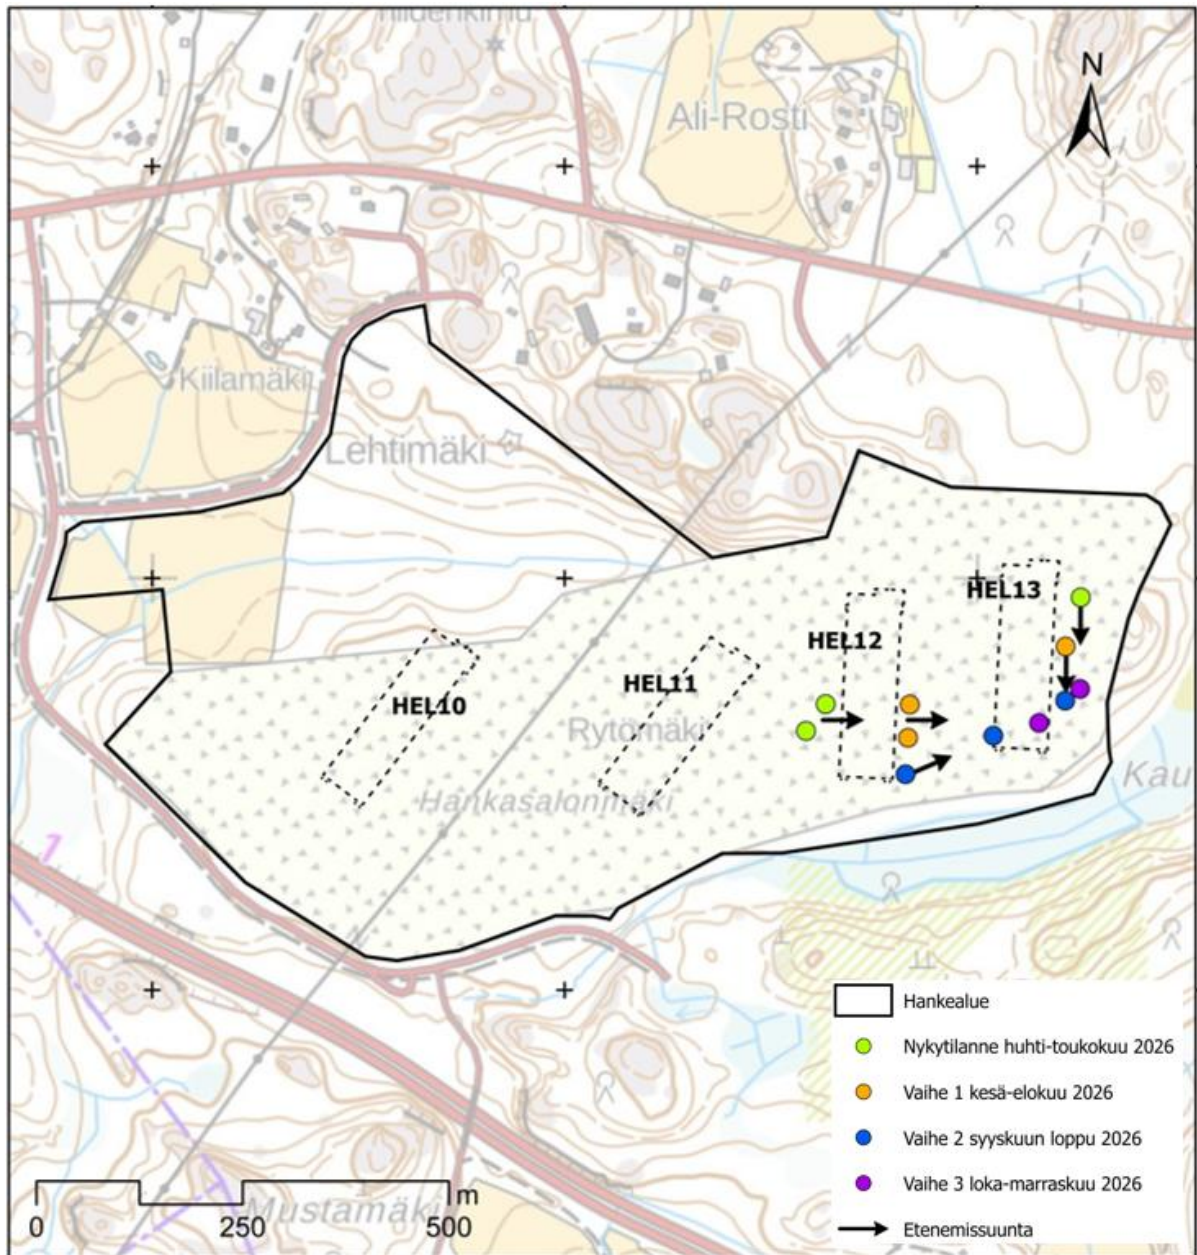 N
Ali-Rosti
Kiilamäki
Lehtimäki
HEL13
HEL12
HEL11
HEL10
Rytömäki
Hankasalonmäki
Kau
1
Hankealue
Nykytilanne huhti-toukokuu 2026
Vaihe 1 kesä-elokuu 2026
Vaihe 2 syyskuun loppu 2026
Vaihe 3 loka-marraskuu 2026
Etenemissuunta
m
0 250 500
Mustamäki